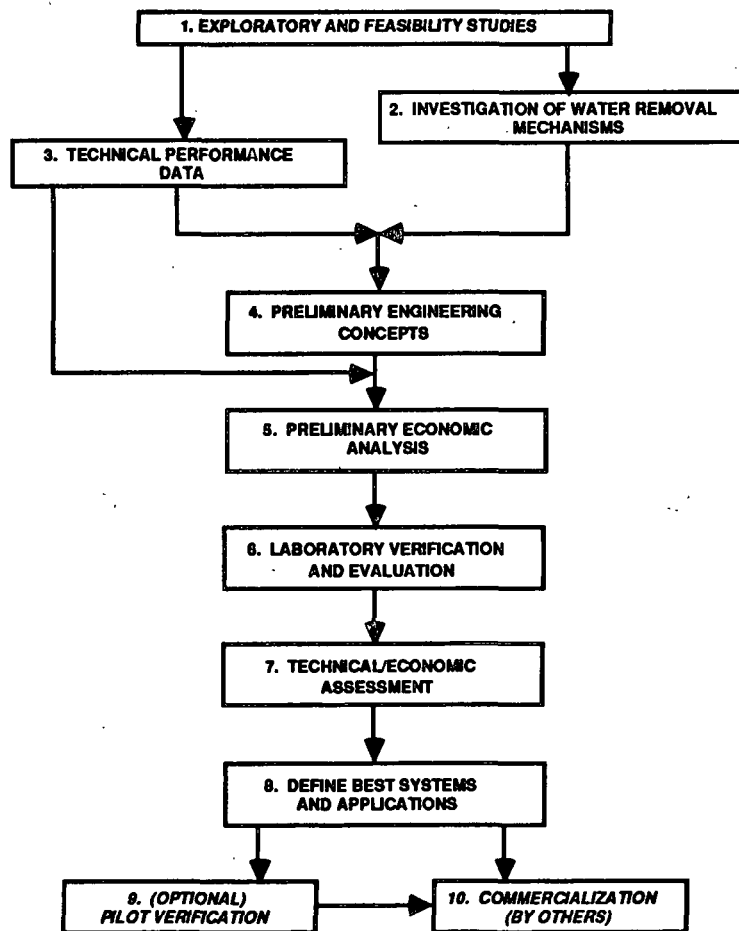 1. EXPLORATORY AND FEASIBILITY STUDIES
2. INVESTIGATION OF WATER REMOVAL
MECHANISMS
3. TECHNICAL PERFORMANCE
DATA
4. PRELIMINARY ENGINEERING
CONCEPTS
5. PRELIMINARY ECONOMIC
ANALYSIS
6. LABORATORY VERIFICATION
AND EVALUATION
7. TECHNICAL/ECONOMIC
ASSESSMENT
8. DEFINE BEST SYSTEMS
AND APPLICATIONS
9. (OPTIONAL)
PILOT VERIFICATION
10. COMMERCIALIZATION
(BY OTHERS)